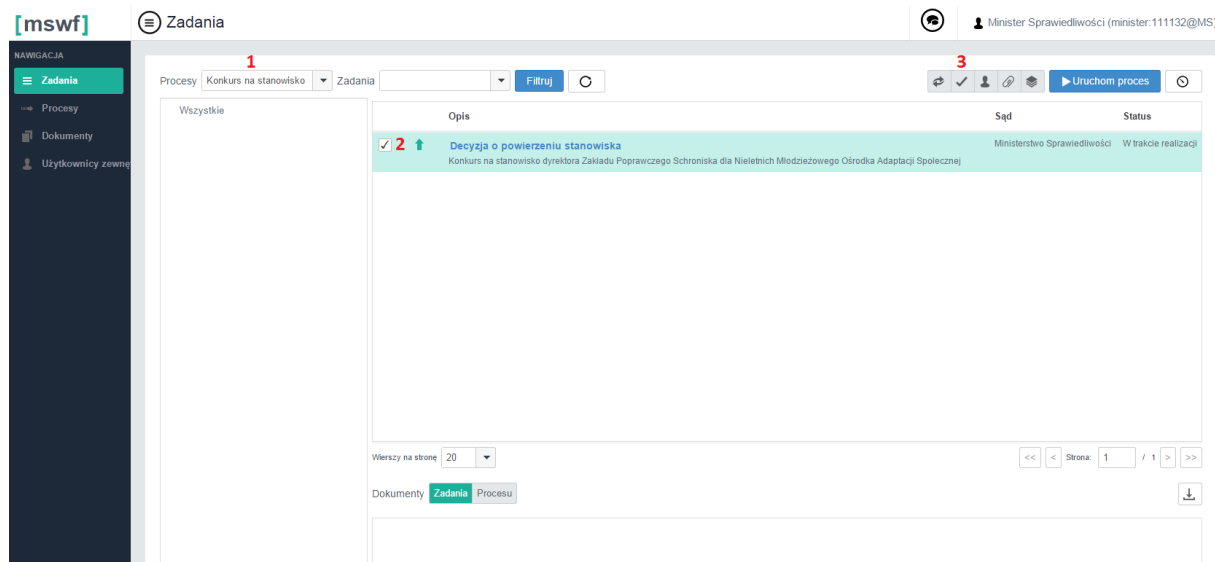 [mswf]
Zadania
Minister Sprawiedliwości (minister:111132@MS)
NAWIGACJA
Zadania
Procesy
Dokumenty
Użytkownicy zewnę
1
3
Procesy Konkurs na stanowisko Zadania Filtruj Uruchom proces
Wszystkie
Opis Sąd Status
2 Decyzja o powierzeniu stanowiska Ministerstwo Sprawiedliwości W trakcie realizacji
Konkurs na stanowisko dyrektora Zakładu Poprawczego Schroniska dla Nieletnich Młodzieżowego Ośrodka Adaptacji Społecznej
Wierszy na stronę 20 << < Strona: 1 / 1 > >>
Dokumenty Zadania Procesu